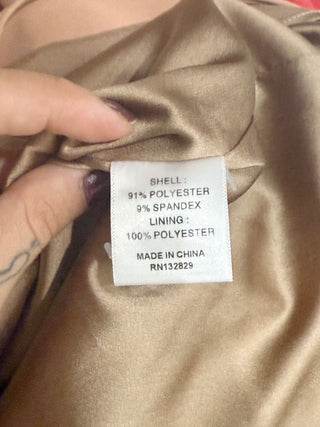 SHELL :
91% POLYESTER
9% SPANDEX
LINING :
100% POLYESTER
MADE IN CHINA
RN132829